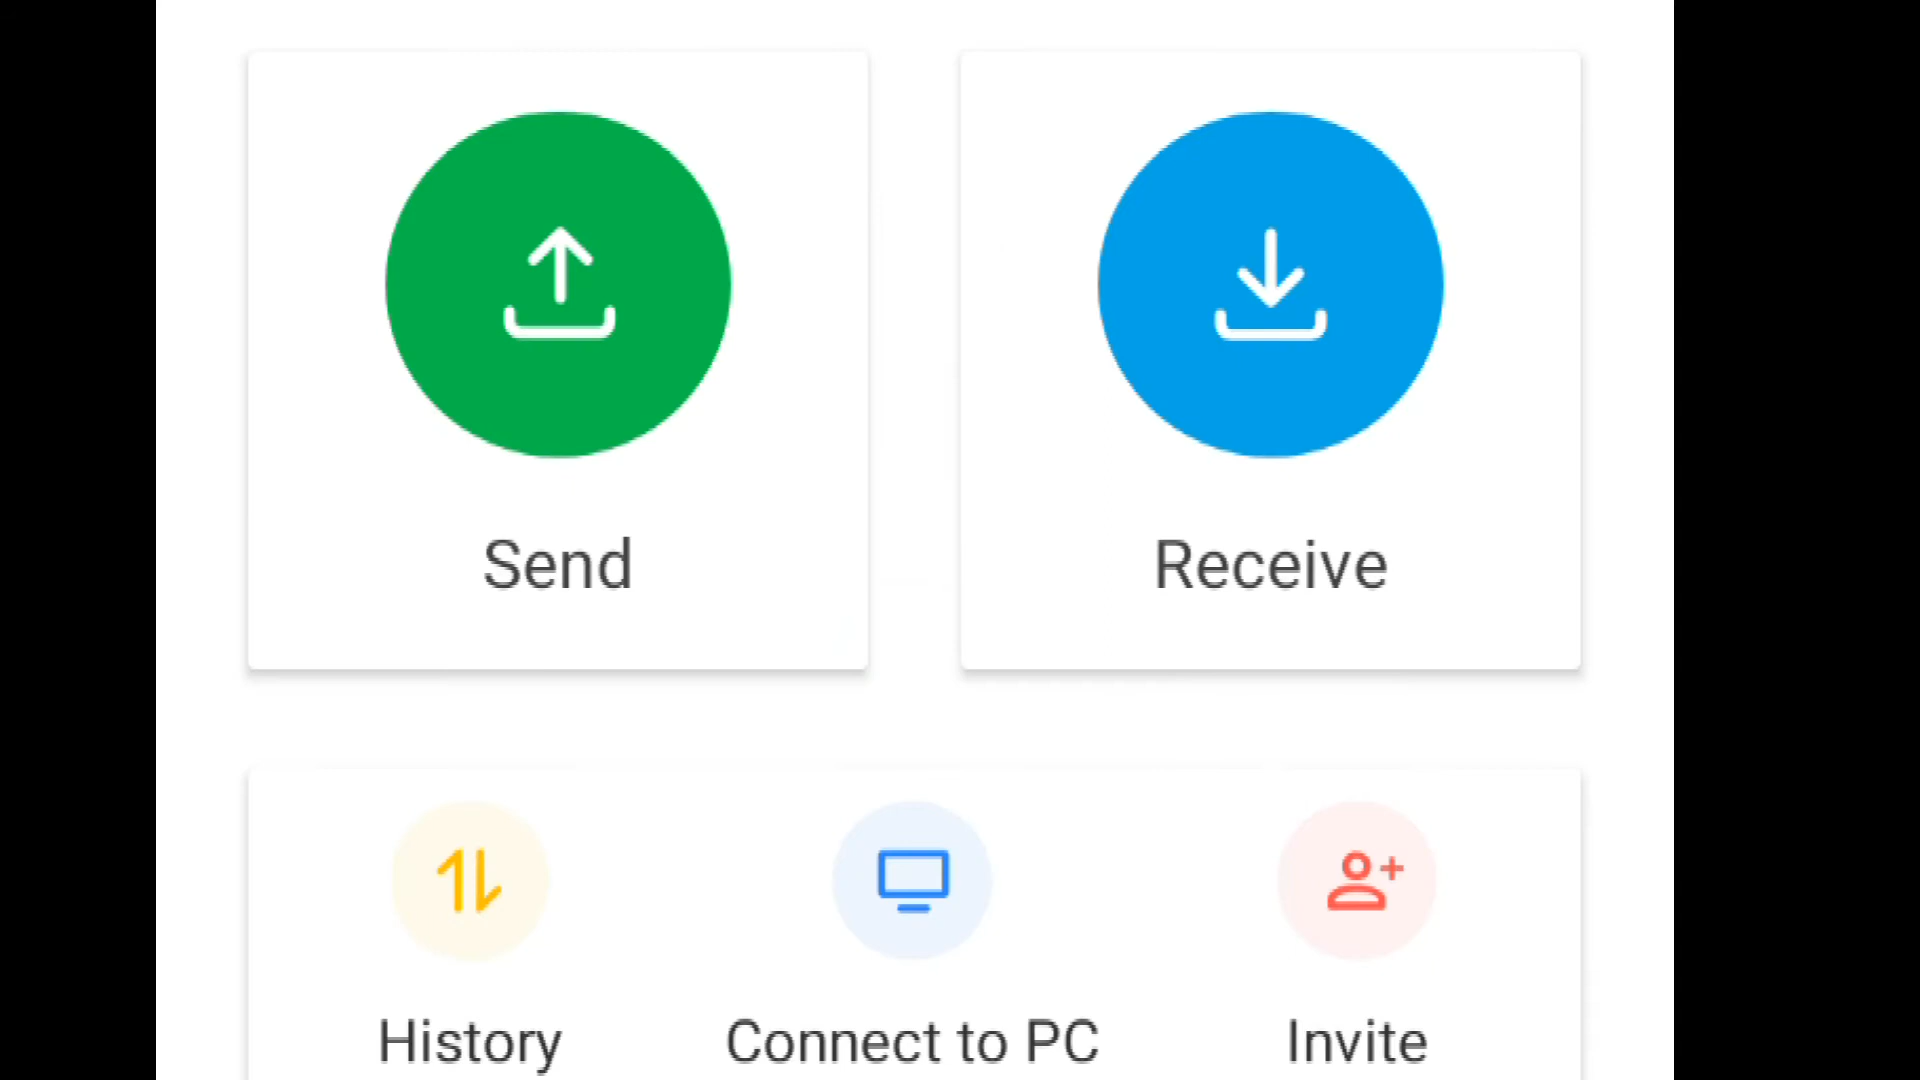 Send
Receive
History
Connect to PC
Invite